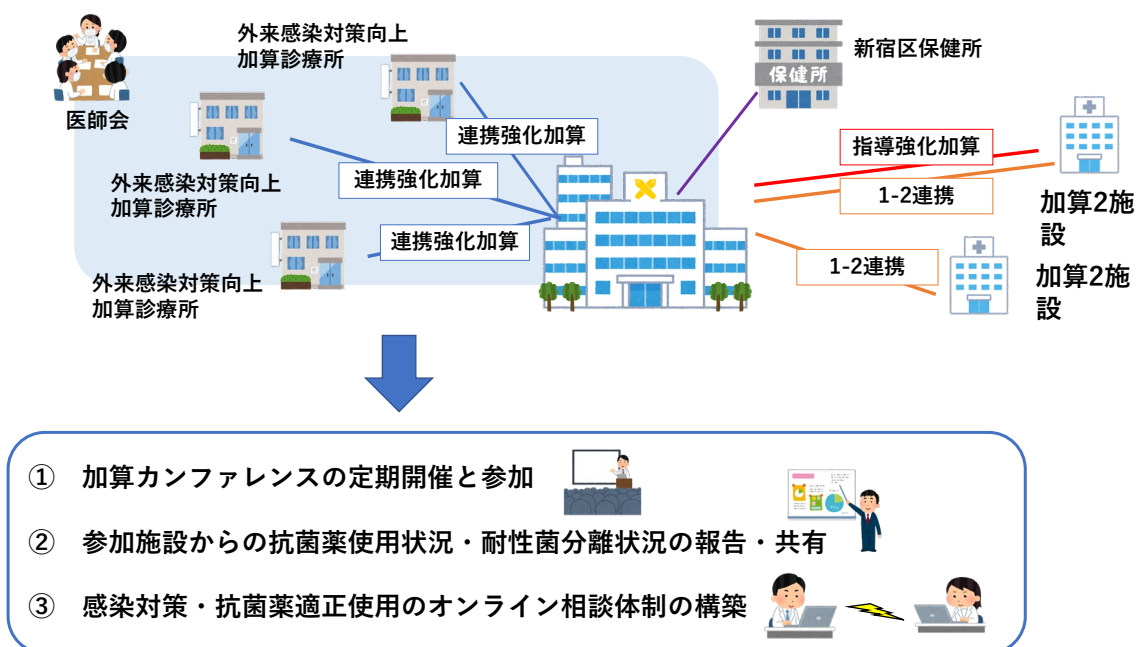 医師会
外来感染対策向上
加算診療所
外来感染対策向上
加算診療所
外来感染対策向上
加算診療所
連携強化加算
連携強化加算
連携強化加算
新宿区保健所
保健所
指導強化加算
1-2連携
1-2連携
加算2施
設
加算2施
設
① 加算カンファレンスの定期開催と参加
② 参加施設からの抗菌薬使用状況・耐性菌分離状況の報告・共有
③ 感染対策・抗菌薬適正使用のオンライン相談体制の構築